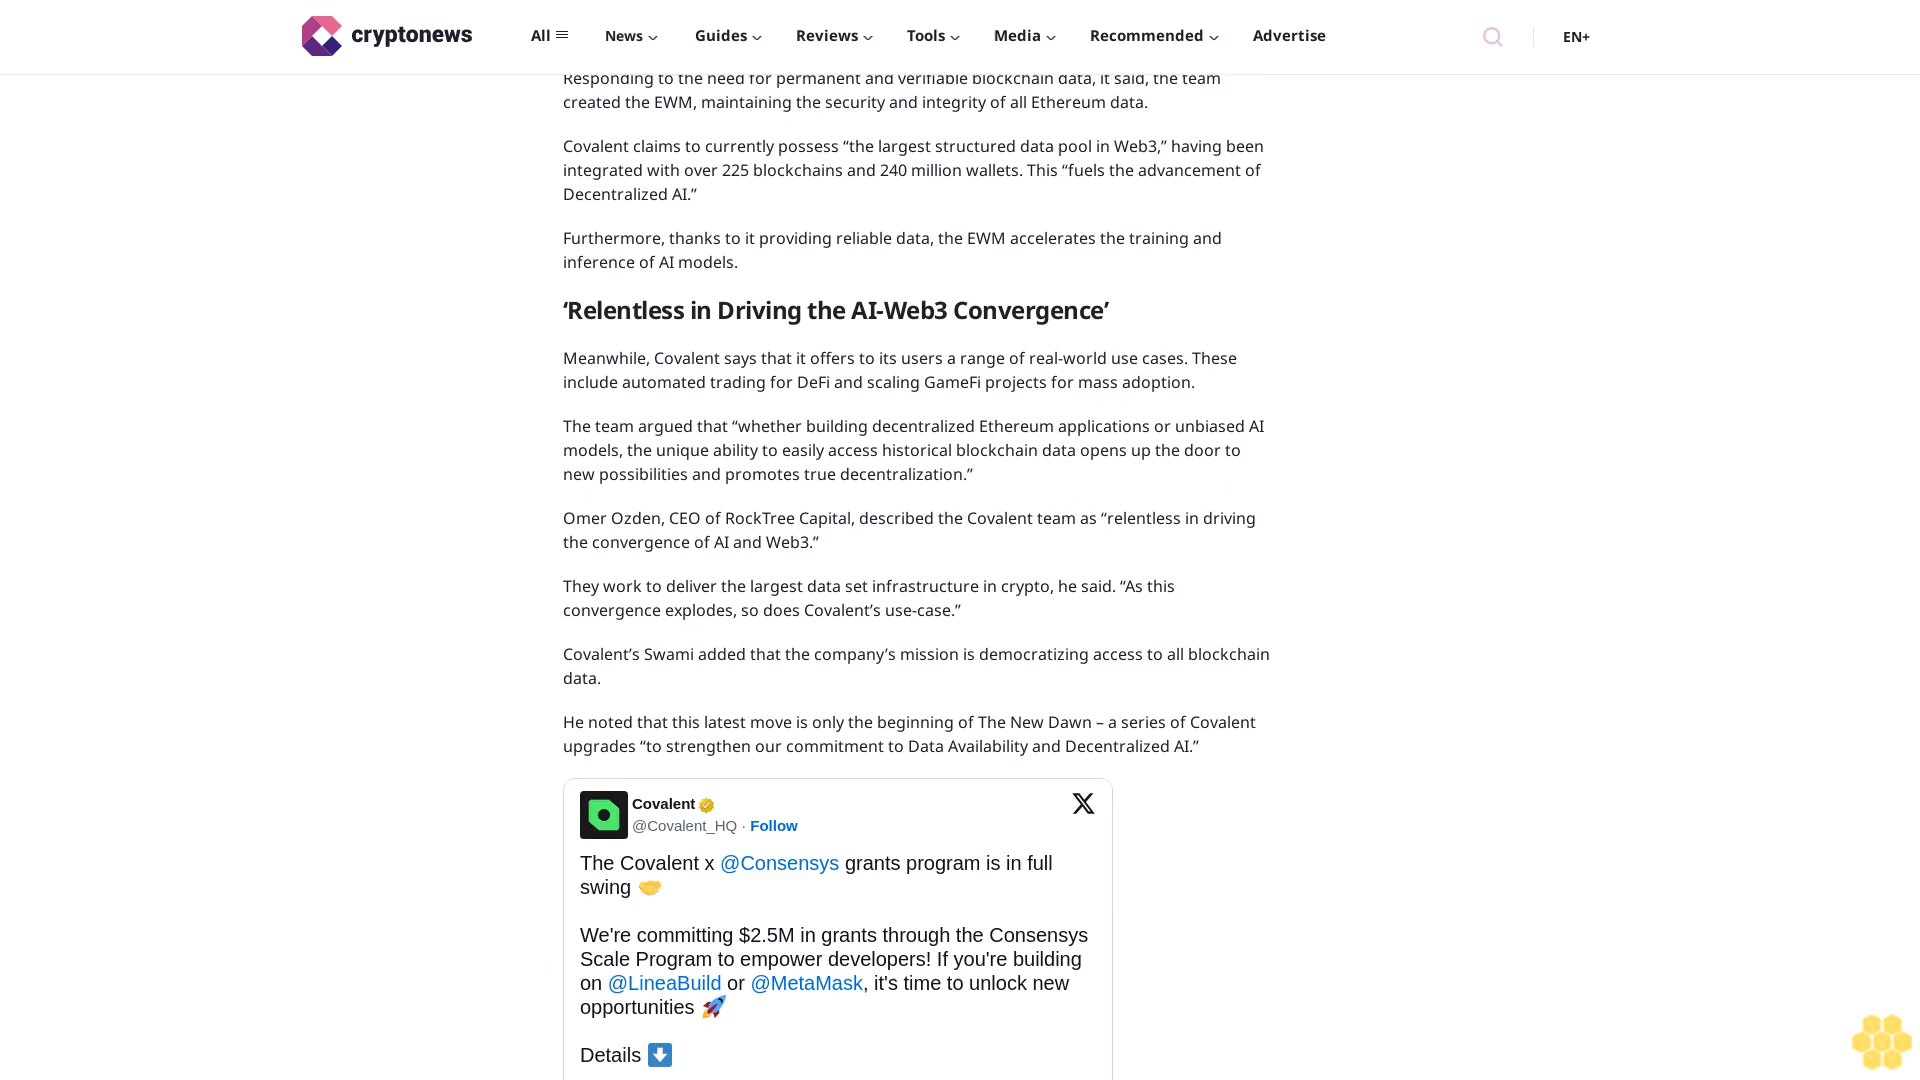 cryptonews
All
News
Guides
Reviews
Tools
Media
Recommended
Advertise
EN+
Responding to the need for permanent and verifiable blockchain data, it said, the team
created the EWM, maintaining the security and integrity of all Ethereum data.
Covalent claims to currently possess “the largest structured data pool in Web3,” having been
integrated with over 225 blockchains and 240 million wallets. This “fuels the advancement of
Decentralized AI.”
Furthermore, thanks to it providing reliable data, the EWM accelerates the training and
inference of AI models.
‘Relentless in Driving the AI-Web3 Convergence’
Meanwhile, Covalent says that it offers to its users a range of real-world use cases. These
include automated trading for DeFi and scaling GameFi projects for mass adoption.
The team argued that “whether building decentralized Ethereum applications or unbiased AI
models, the unique ability to easily access historical blockchain data opens up the door to
new possibilities and promotes true decentralization.”
Omer Ozden, CEO of RockTree Capital, described the Covalent team as “relentless in driving
the convergence of AI and Web3.”
They work to deliver the largest data set infrastructure in crypto, he said. “As this
convergence explodes, so does Covalent’s use-case.”
Covalent’s Swami added that the company’s mission is democratizing access to all blockchain
data.
He noted that this latest move is only the beginning of The New Dawn – a series of Covalent
upgrades “to strengthen our commitment to Data Availability and Decentralized AI.”
Covalent
@Covalent_HQ · Follow
The Covalent x @Consensys grants program is in full
swing 🤝
We're committing $2.5M in grants through the Consensys
Scale Program to empower developers! If you're building
on @LineaBuild or @MetaMask, it's time to unlock new
opportunities 🚀
Details ⬇️